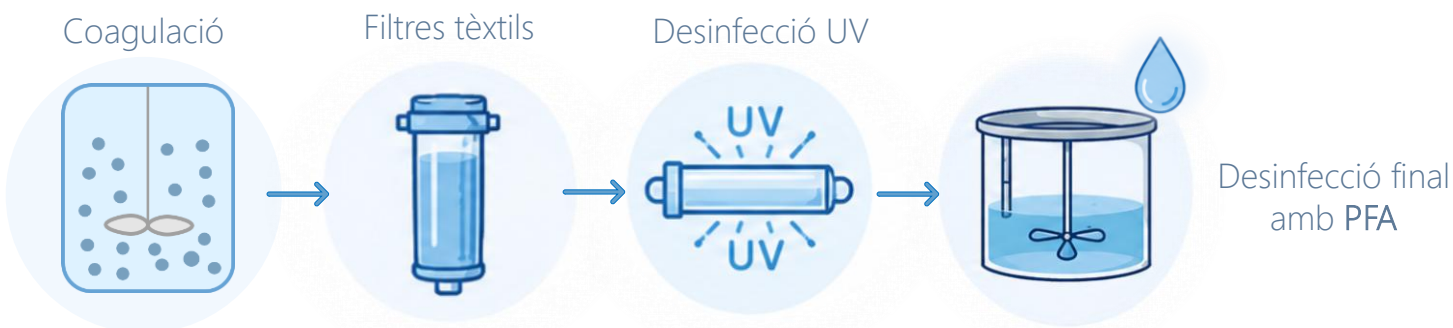 Coagulació
Filtres tèxtils
Desinfecció UV
UV
UV
Desinfecció final
amb PFA